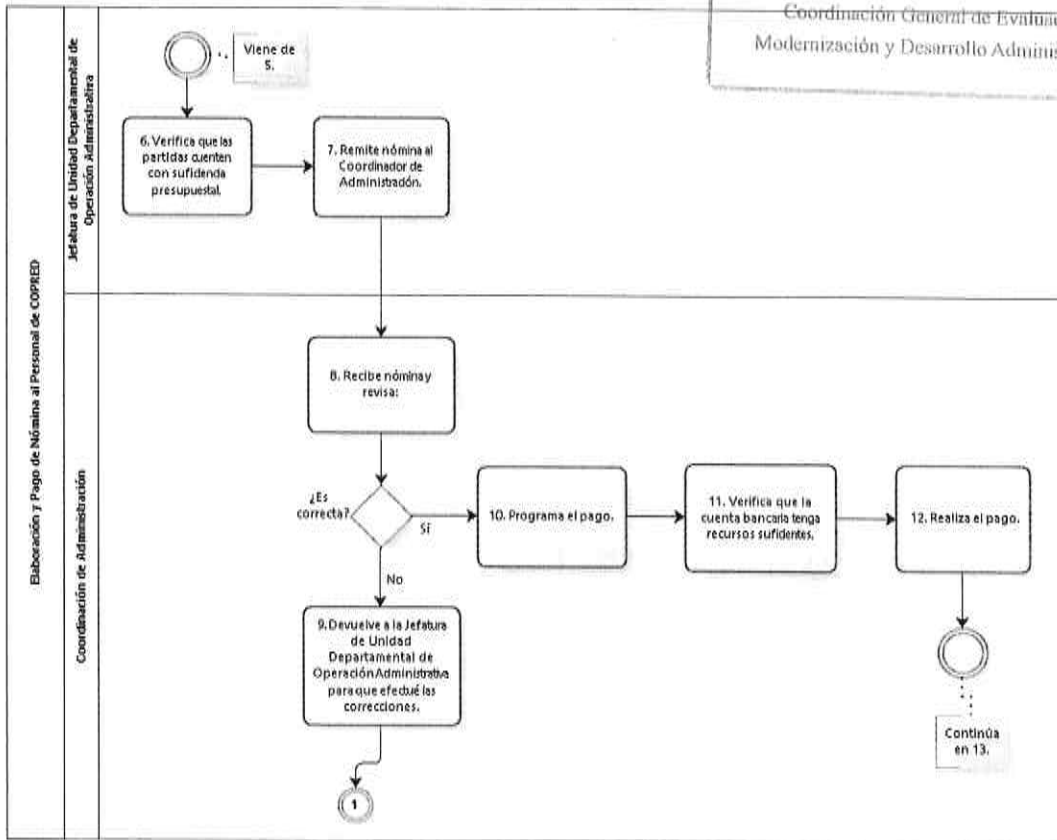 Coordinación General de
Modernización y Desarrollo
Elaboración y Pago de Nómina al Personal de COPRED
Jefatura de Unidad Departamental de
Operación Administrativa
Viene de
5.
6. Verifica que las
partidas cuenten
con suficiencia
presupuestal.
7. Remite nómina al
Coordinador de
Administración.
Coordinación de Administración
8. Recibe nómina y
revisa:
¿Es
correcta?
Sí
No
10. Programa el pago.
11. Verifica que la
cuenta bancaria tenga
recursos suficientes.
12. Realiza el pago.
9. Devuelve a la Jefatura
de Unidad
Departamental de
Operación Administrativa
para que efectué las
correcciones.
1
Continúa
en 13.